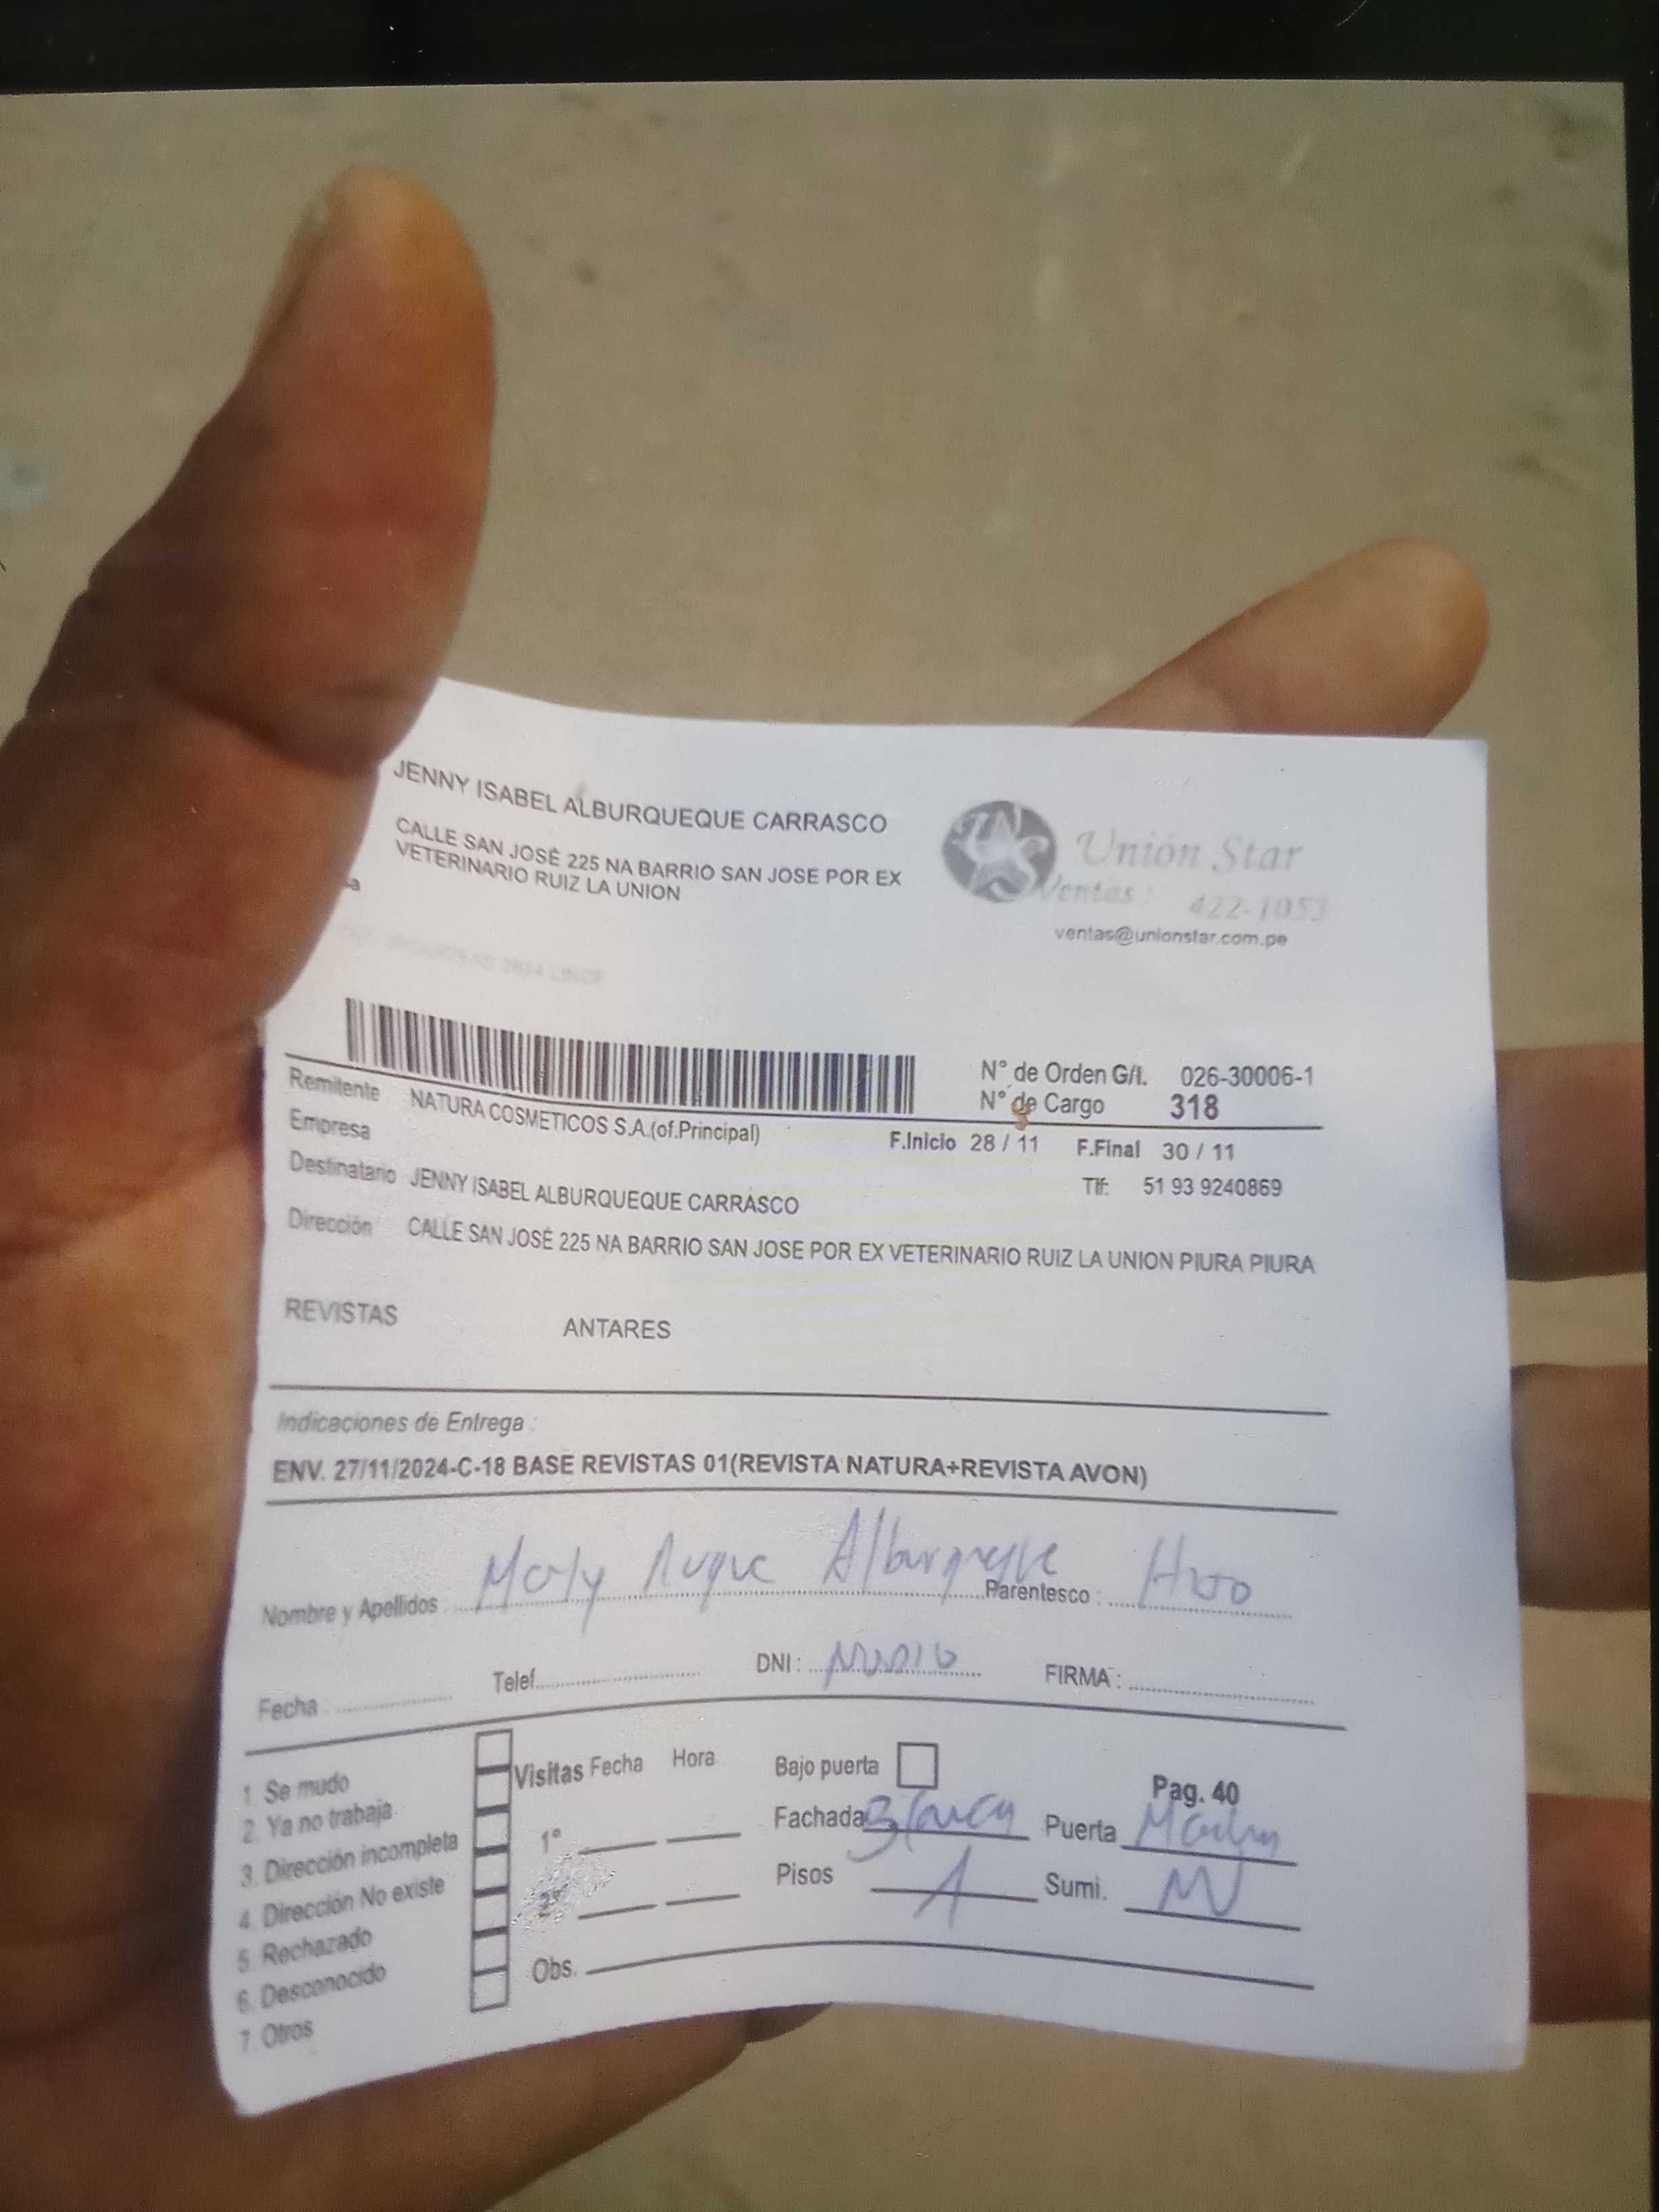 JENNY ISABEL ALBURQUEQUE CARRASCO
CALLE SAN JOSÉ 225 NA BARRIO SAN JOSE POR EX
VETERINARIO RUIZ LA UNION
Unión Star
Ventas: 422-1053
ventas@unionstar.com.pe
N° de Orden G/I. 026-30006-1
N° de Cargo 318
Remitente NATURA COSMETICOS S.A.(of.Principal)
Empresa F.Inicio 28 / 11 F.Final 30 / 11
Destinatario JENNY ISABEL ALBURQUEQUE CARRASCO Tlf: 51 93 9240869
Dirección CALLE SAN JOSÉ 225 NA BARRIO SAN JOSE POR EX VETERINARIO RUIZ LA UNION PIURA PIURA
REVISTAS ANTARES
Indicaciones de Entrega :
ENV. 27/11/2024-C-18 BASE REVISTAS 01(REVISTA NATURA+REVISTA AVON)
Nombre y Apellidos Alburqueque Parentesco :
Fecha Telef. DNI : FIRMA :
Visitas Fecha Hora
1°
Obs.
Bajo puerta
Pag. 40
Fachada Blanca Puerta
Pisos 1 Sumi.
1. Se mudo
2. Ya no trabaja
3. Dirección incompleta
4. Dirección No existe
5. Rechazado
6. Desconocido
7. Otros